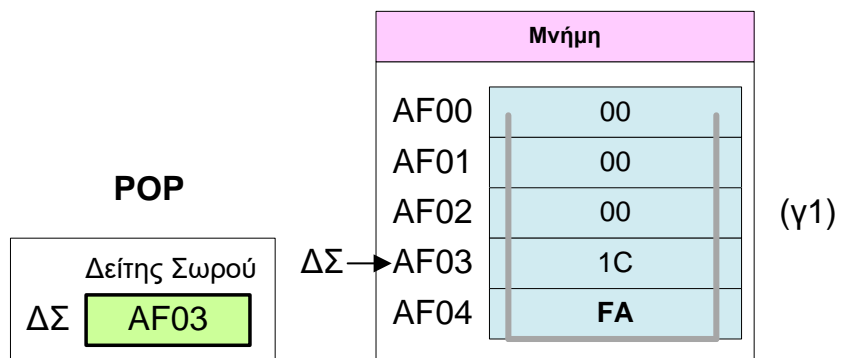 Μνήμη
AF00 00
AF01 00
POP
AF02 00
(γ1)
Δείτης Σωρού
ΔΣ AF03 1C
ΔΣ AF03
AF04 FA